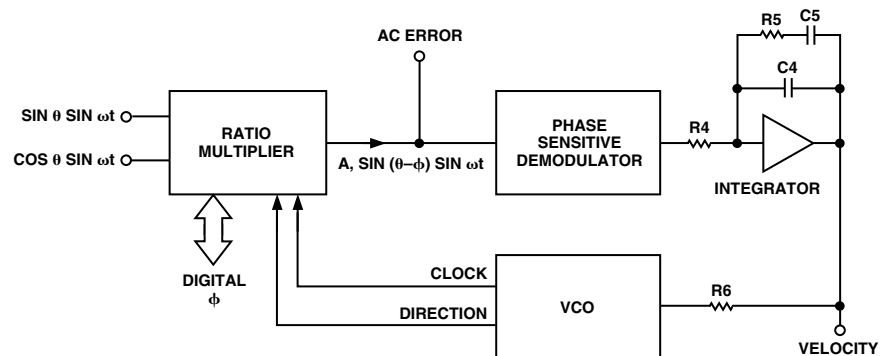 AC ERROR
R5
C5
C4
SIN θ SIN ωt
COS θ SIN ωt
RATIO
MULTIPLIER
A, SIN (θ–ϕ) SIN ωt
PHASE
SENSITIVE
DEMODULATOR
R4
INTEGRATOR
DIGITAL
ϕ
CLOCK
DIRECTION
VCO
R6
VELOCITY